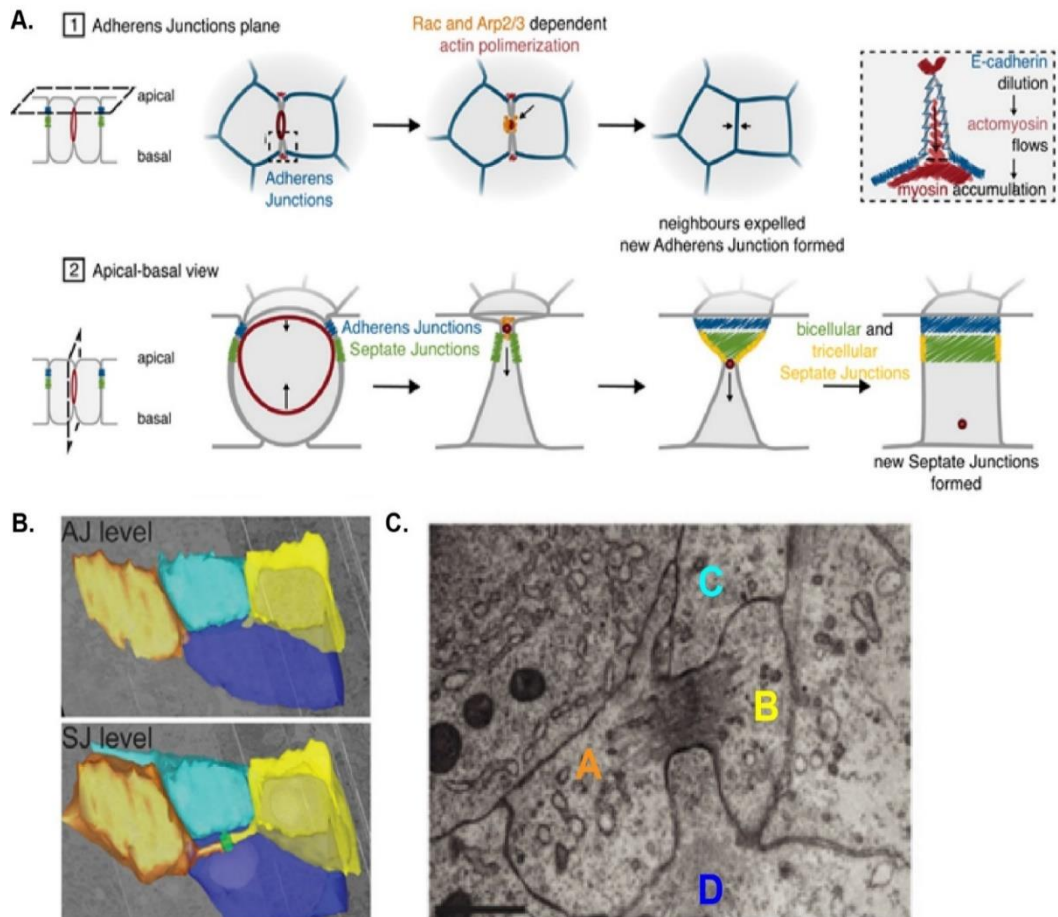 A.
1 Adherens Junctions plane
apical
basal
Adherens
Junctions
Rac and Arp2/3 dependent
actin polimerization
neighbours expelled
new Adherens Junction formed
E-cadherin
dilution
actomyosin
flows
myosin accumulation
2 Apical-basal view
apical
basal
Adherens Junctions
Septate Junctions
bicellular and
tricellular
Septate Junctions
new Septate Junctions
formed
B.
AJ level
SJ level
C.
C
B
A
D